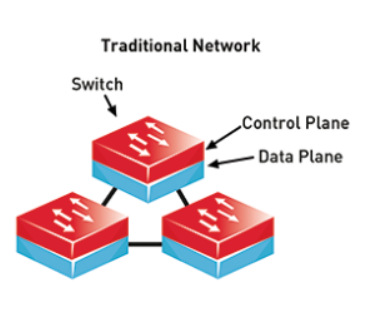 Traditional Network
Switch
Control Plane
Data Plane